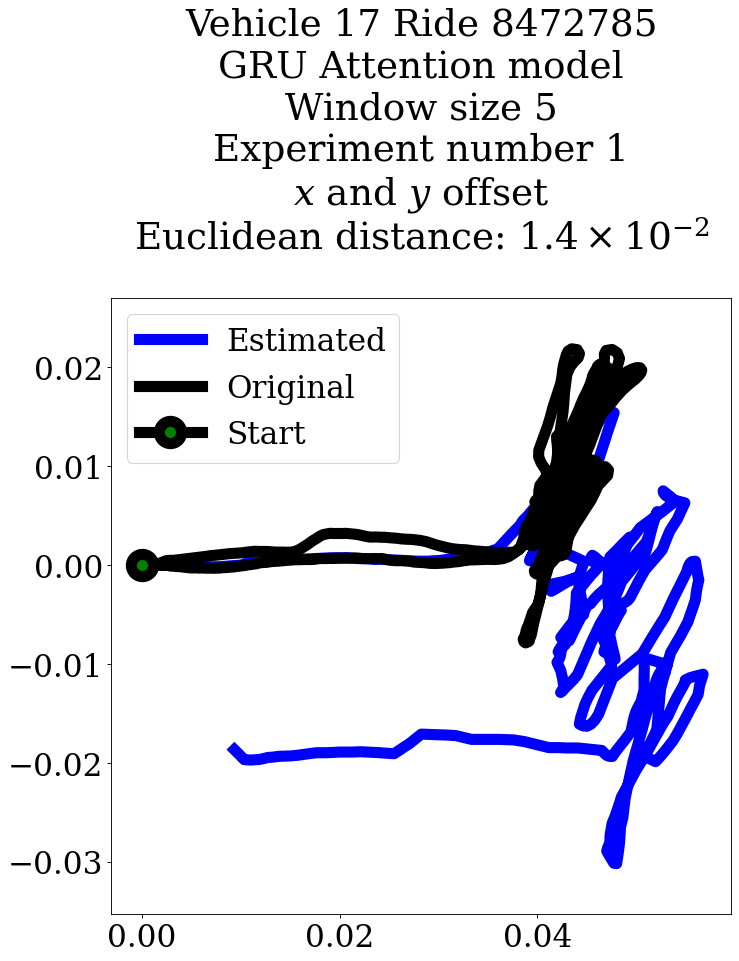 Vehicle 17 Ride 8472785
GRU Attention model
Window size 5
Experiment number 1
x and y offset
Euclidean distance: 1.4 × 10⁻²
Estimated
Original
Start
0.02
0.01
0.00
−0.01
−0.02
−0.03
0.00 0.02 0.04